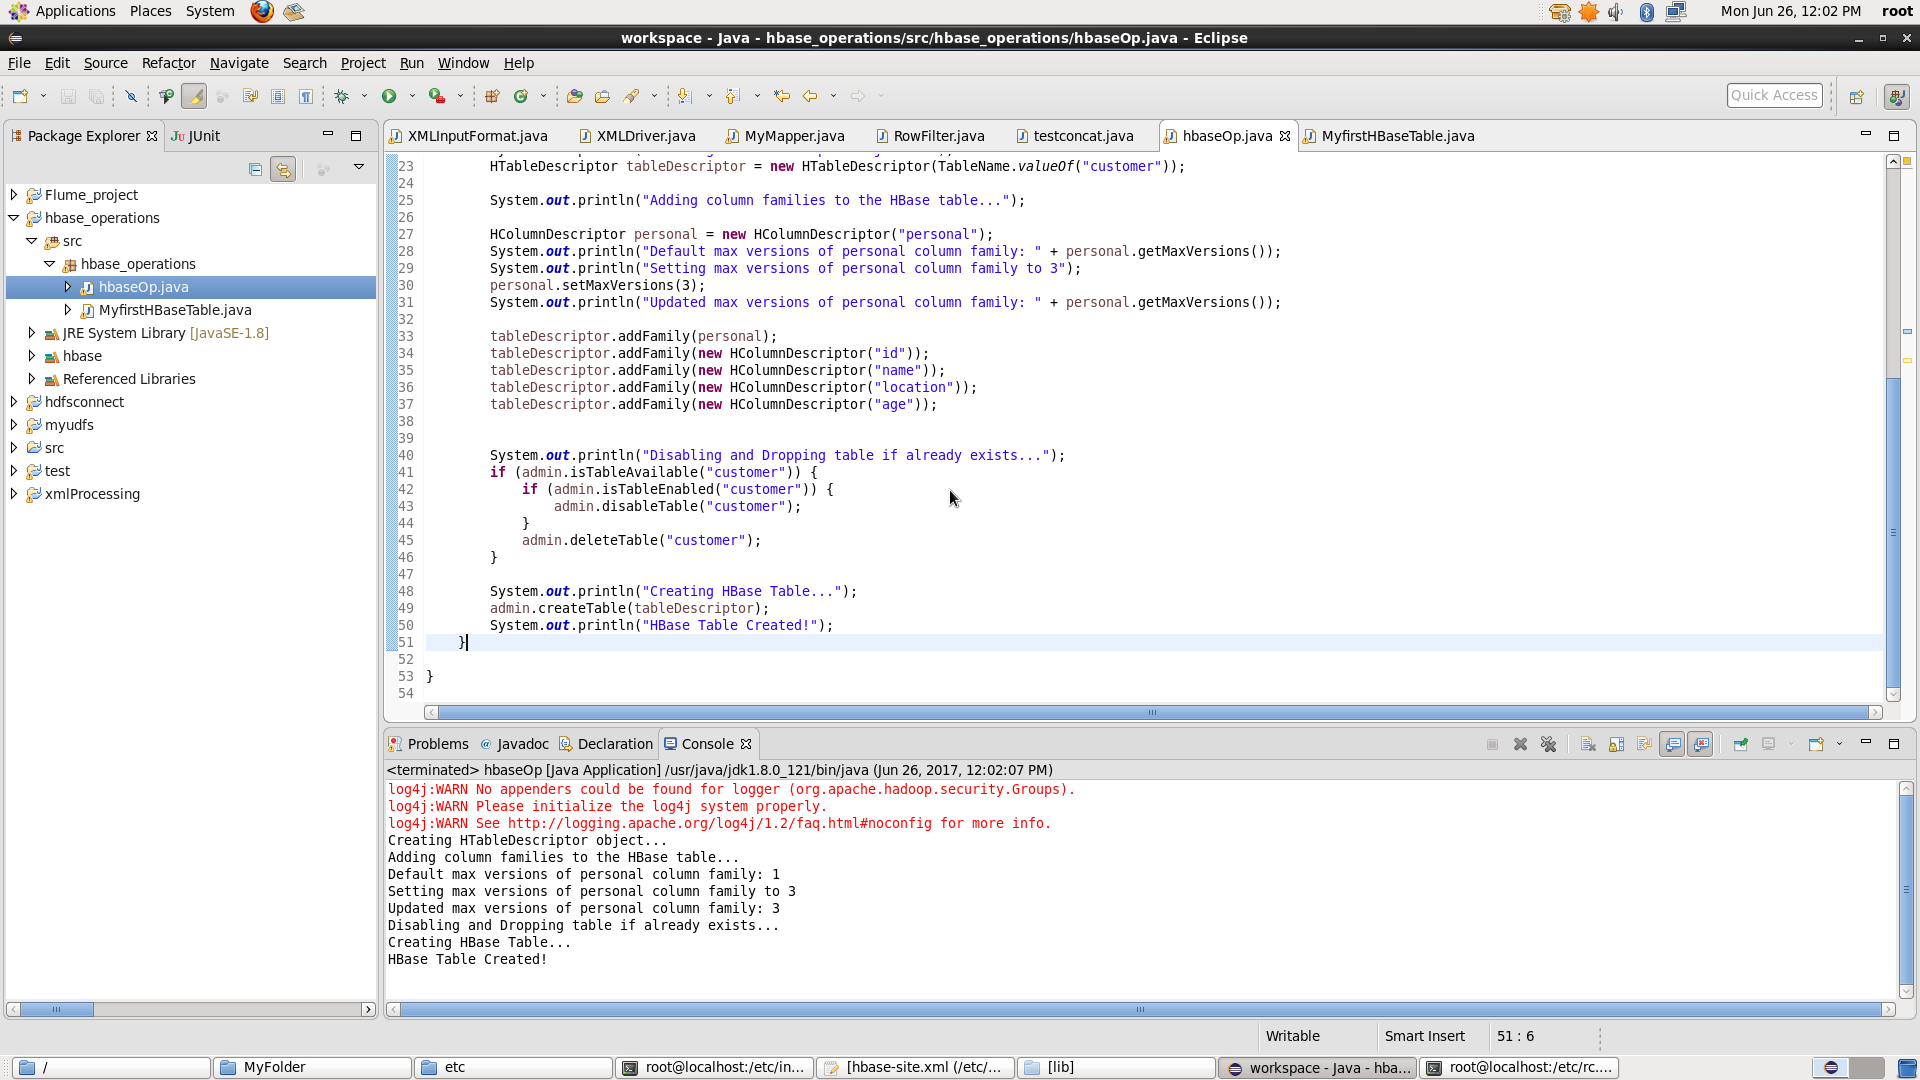 Applications Places System Mon Jun 26, 12:02 PM root
workspace - Java - hbase_operations/src/hbase_operations/hbaseOp.java - Eclipse
File Edit Source Refactor Navigate Search Project Run Window Help
Quick Access
Package Explorer JUnit
Flume_project
hbase_operations
src
hbase_operations
hbaseOp.java
MyfirstHBaseTable.java
JRE System Library [JavaSE-1.8]
hbase
Referenced Libraries
hdfsconnect
myudfs
src
test
xmlProcessing
XMLInputFormat.java XMLDriver.java MyMapper.java RowFilter.java testconcat.java hbaseOp.java MyfirstHBaseTable.java
23 HTableDescriptor tableDescriptor = new HTableDescriptor(TableName.valueOf("customer"));
24
25 System.out.println("Adding column families to the HBase table...");
26
27 HColumnDescriptor personal = new HColumnDescriptor("personal");
28 System.out.println("Default max versions of personal column family: " + personal.getMaxVersions());
29 System.out.println("Setting max versions of personal column family to 3");
30 personal.setMaxVersions(3);
31 System.out.println("Updated max versions of personal column family: " + personal.getMaxVersions());
32
33 tableDescriptor.addFamily(personal);
34 tableDescriptor.addFamily(new HColumnDescriptor("id"));
35 tableDescriptor.addFamily(new HColumnDescriptor("name"));
36 tableDescriptor.addFamily(new HColumnDescriptor("location"));
37 tableDescriptor.addFamily(new HColumnDescriptor("age"));
38
39
40 System.out.println("Disabling and Dropping table if already exists...");
41 if (admin.isTableAvailable("customer")) {
42 if (admin.isTableEnabled("customer")) {
43 admin.disableTable("customer");
44 }
45 admin.deleteTable("customer");
46 }
47
48 System.out.println("Creating HBase Table...");
49 admin.createTable(tableDescriptor);
50 System.out.println("HBase Table Created!");
51 }
52
53 }
54
Problems Javadoc Declaration Console
<terminated> hbaseOp [Java Application] /usr/java/jdk1.8.0_121/bin/java (Jun 26, 2017, 12:02:07 PM)
log4j:WARN No appenders could be found for logger (org.apache.hadoop.security.Groups).
log4j:WARN Please initialize the log4j system properly.
log4j:WARN See http://logging.apache.org/log4j/1.2/faq.html#noconfig for more info.
Creating HTableDescriptor object...
Adding column families to the HBase table...
Default max versions of personal column family: 1
Setting max versions of personal column family to 3
Updated max versions of personal column family: 3
Disabling and Dropping table if already exists...
Creating HBase Table...
HBase Table Created!
Writable Smart Insert 51 : 6
/ MyFolder etc root@localhost:/etc/in... [hbase-site.xml (/etc/... [lib] workspace - Java - hba... root@localhost:/etc/rc....